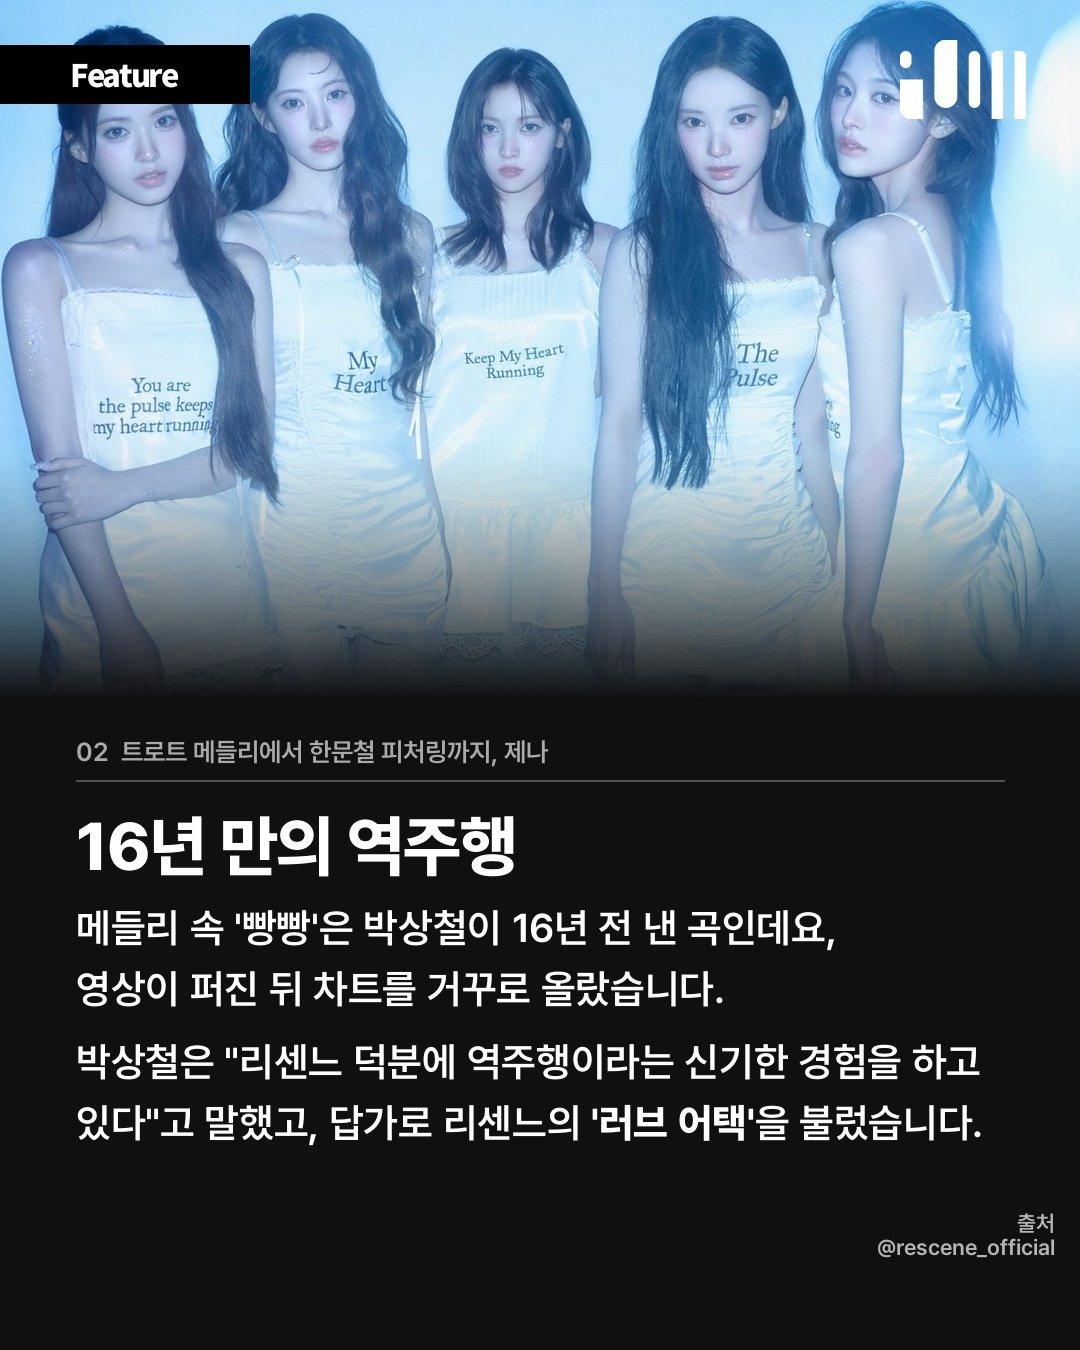 Feature
You are
the pulse keeps
my heart running
My
Heart
Keep My Heart
Running
The
Pulse
02 트로트 메들리에서 한문철 피처링까지, 제나
16년 만의 역주행
메들리 속 '빵빵'은 박상철이 16년 전 낸 곡인데요,
영상이 퍼진 뒤 차트를 거꾸로 올랐습니다.
박상철은 "리센느 덕분에 역주행이라는 신기한 경험을 하고
있다"고 말했고, 답가로 리센느의 '러브 어택'을 불렀습니다.
출처
@rescene_official